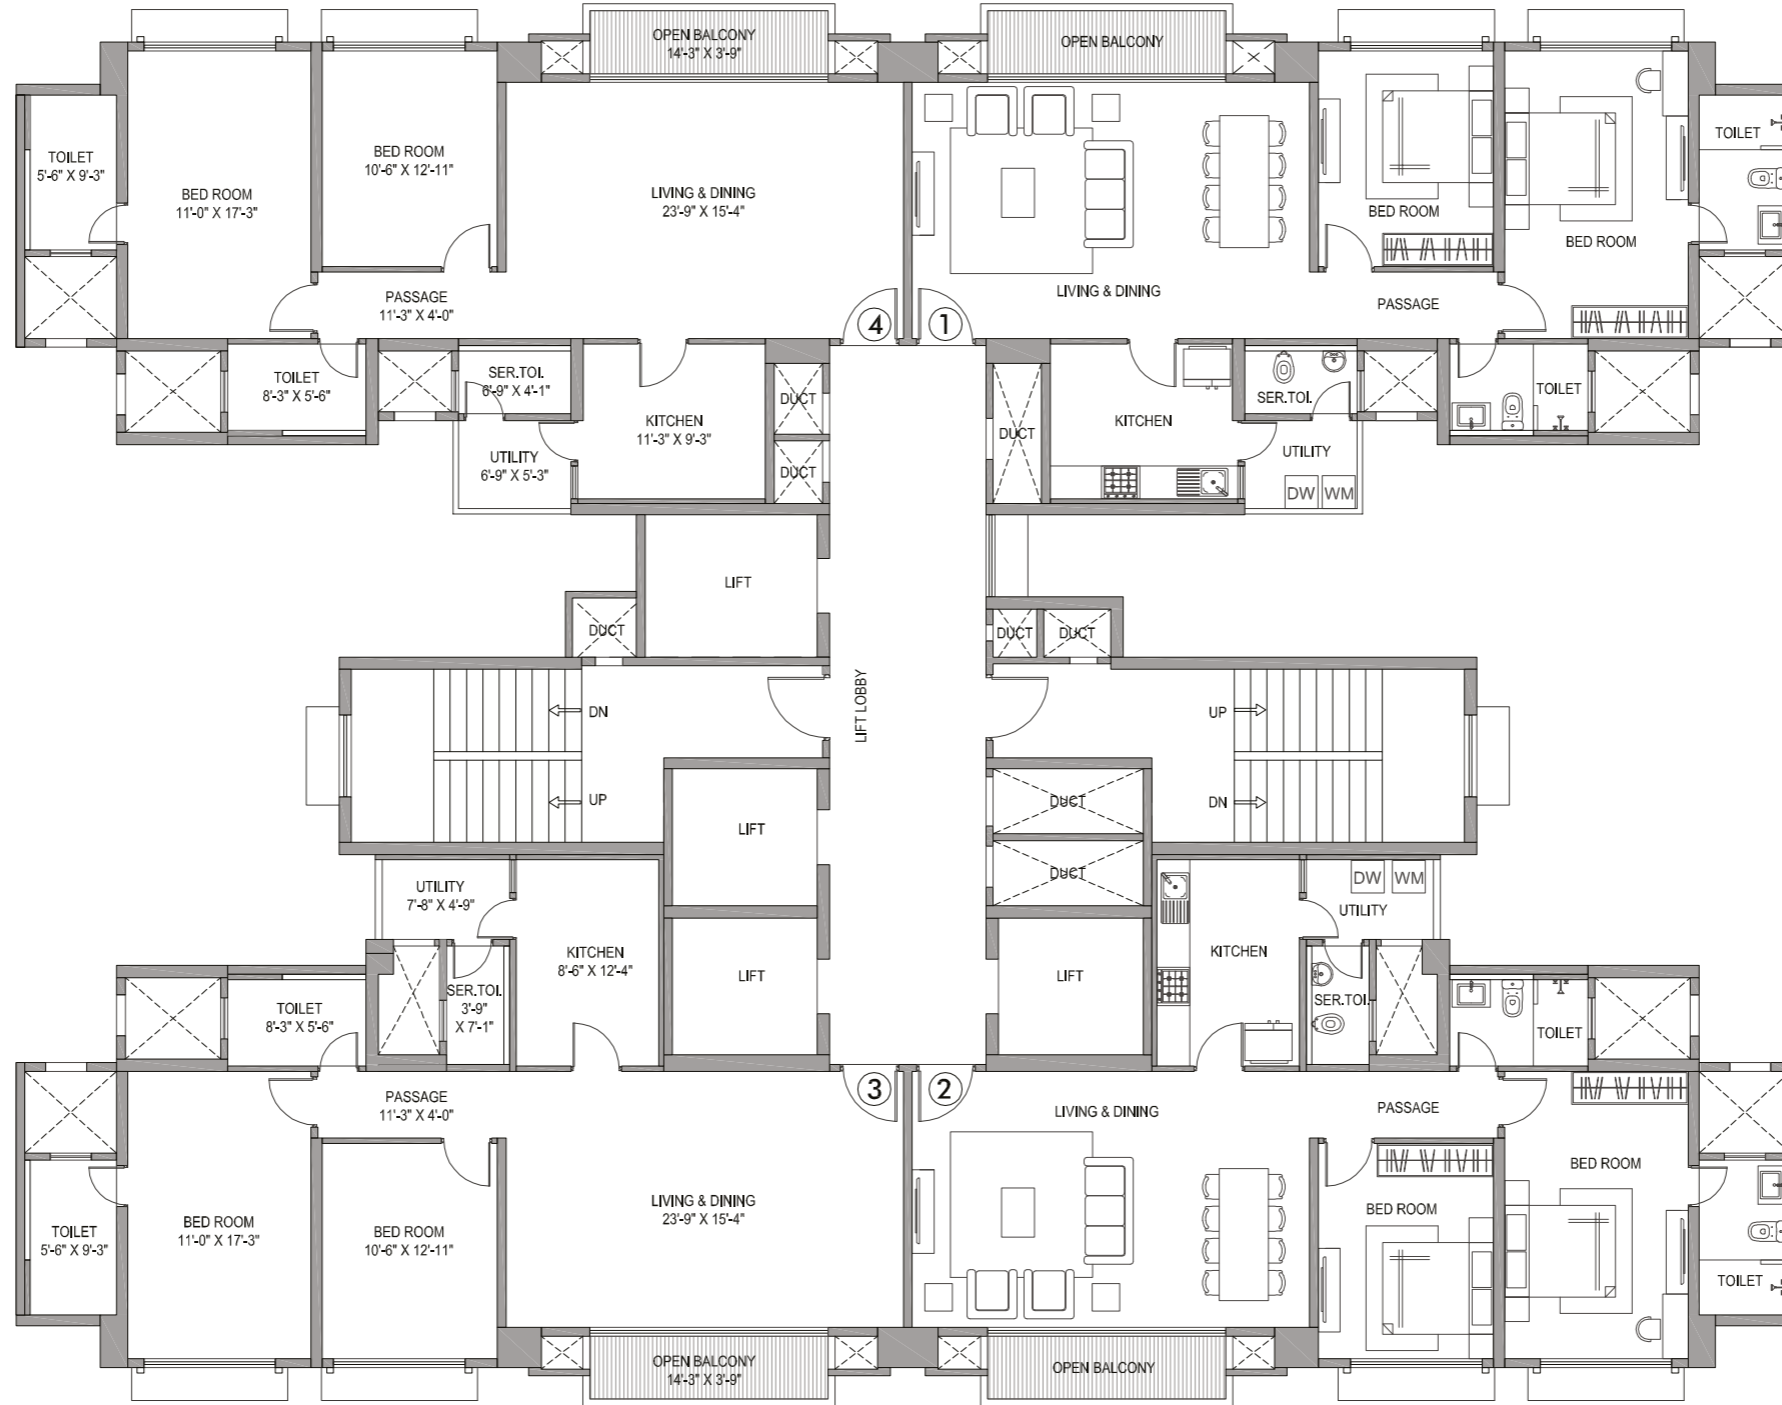 OPEN BALCONY
14'-3" X 3'-9"
OPEN BALCONY
TOILET
5'-6" X 9'-3"
BED ROOM
11'-0" X 17'-3"
BED ROOM
10'-6" X 12'-11"
LIVING & DINING
23'-9" X 15'-4"
LIVING & DINING
BED ROOM
BED ROOM
TOILET
PASSAGE
11'-3" X 4'-0"
4
1
PASSAGE
TOILET
8'-3" X 5'-6"
SER.TOI.
6'-9" X 4'-1"
KITCHEN
11'-3" X 9'-3"
UTILITY
6'-9" X 5'-3"
DUCT
DUCT
DUCT
KITCHEN
SER.TOI.
UTILITY
DW
WM
TOILET
LIFT
DUCT
DUCT
DUCT
LIFT LOBBY
DN
UP
UP
DN
LIFT
DUCT
DUCT
UTILITY
7'-8" X 4'-9"
KITCHEN
8'-6" X 12'-4"
SER.TOI.
3'-9"
X 7'-1"
LIFT
LIFT
KITCHEN
DW
WM
UTILITY
SER.TOI.
TOILET
TOILET
8'-3" X 5'-6"
PASSAGE
11'-3" X 4'-0"
3
2
LIVING & DINING
PASSAGE
TOILET
5'-6" X 9'-3"
BED ROOM
11'-0" X 17'-3"
BED ROOM
10'-6" X 12'-11"
LIVING & DINING
23'-9" X 15'-4"
BED ROOM
BED ROOM
TOILET
OPEN BALCONY
14'-3" X 3'-9"
OPEN BALCONY